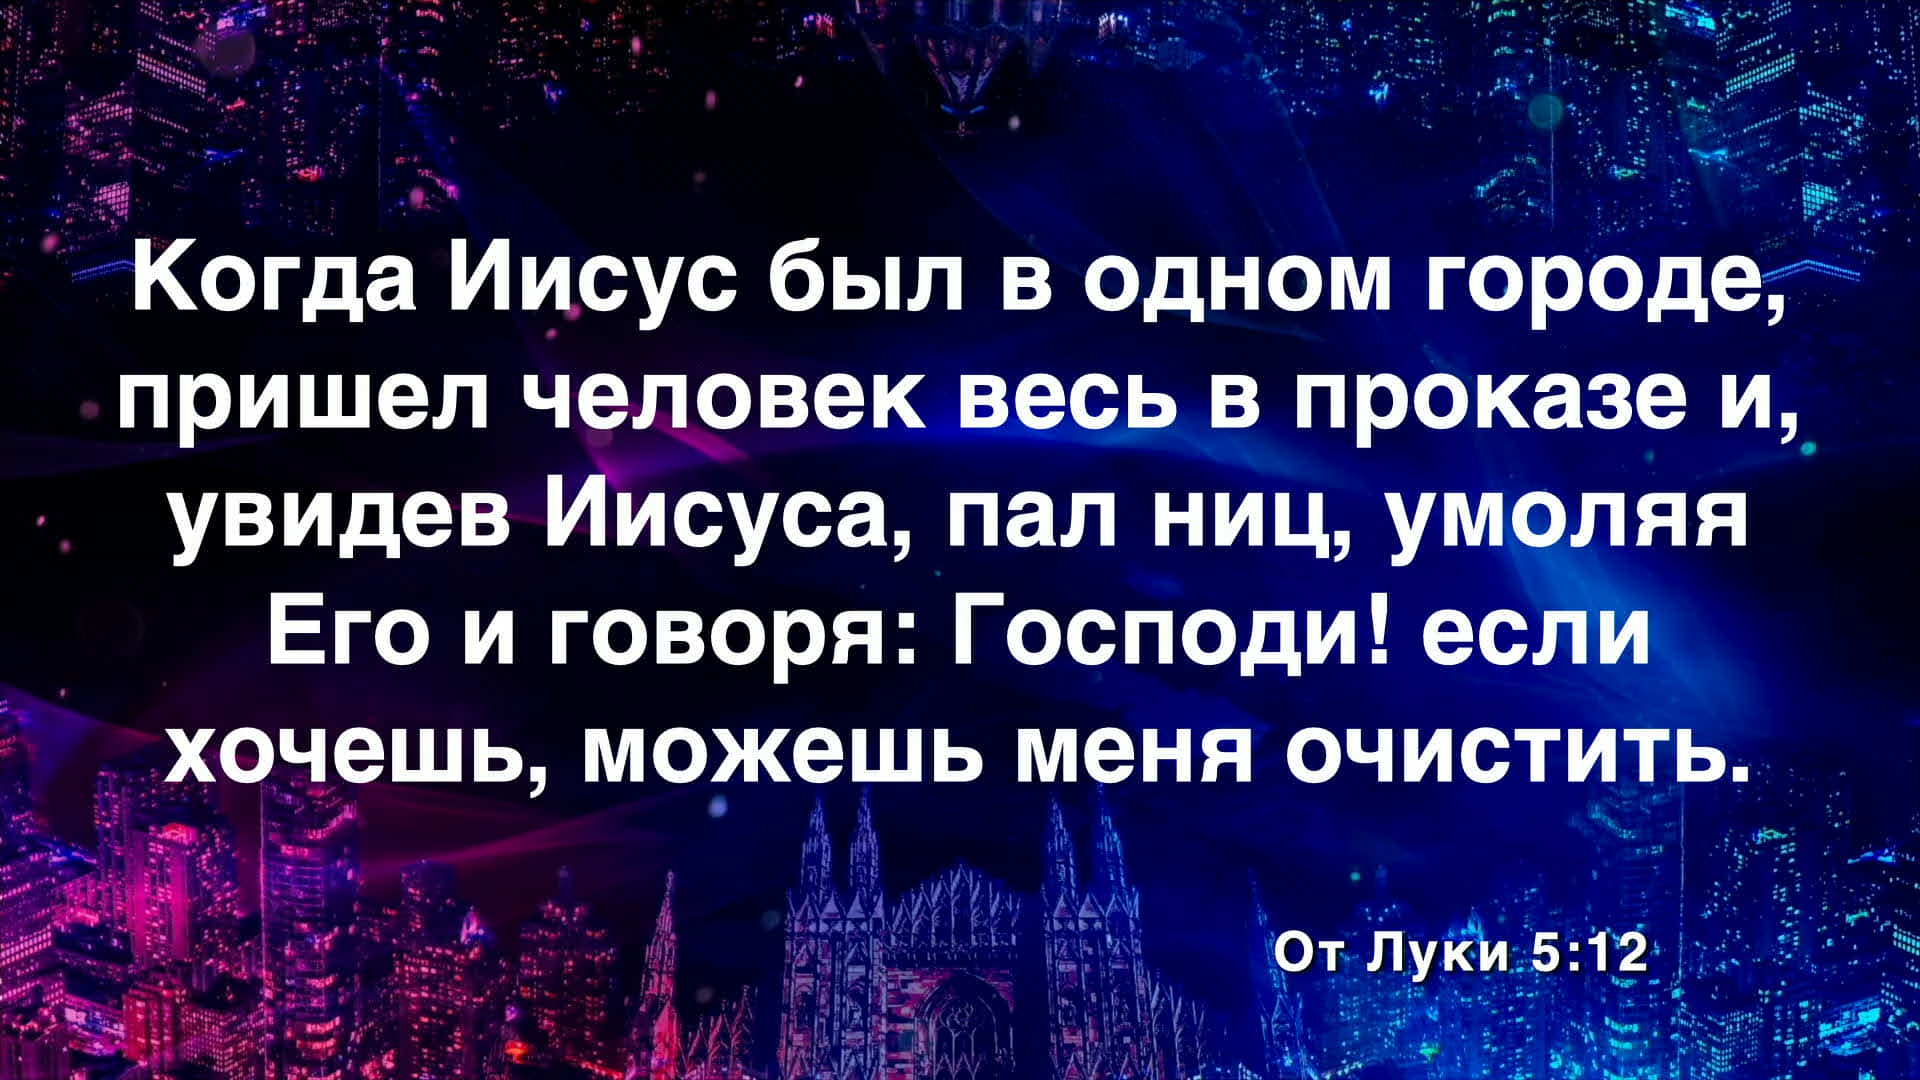 Когда Иисус был в одном городе,
пришел человек весь в проказе и,
увидев Иисуса, пал ниц, умоляя
Его и говоря: Господи! если
хочешь, можешь меня очистить.
От Луки 5:12